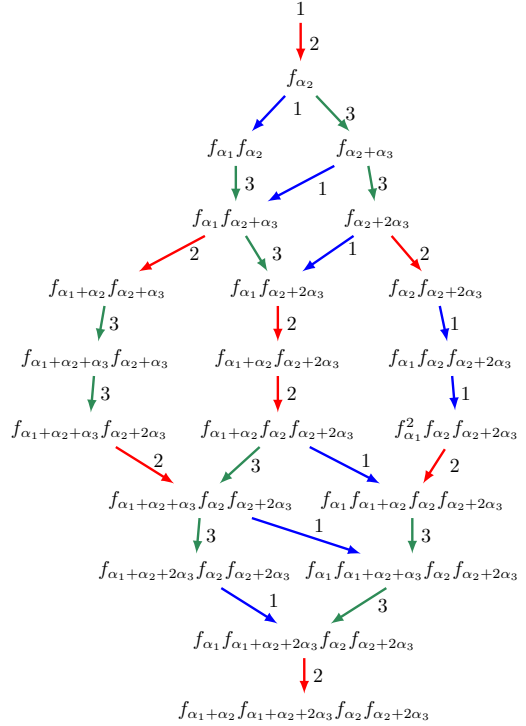 1
2
f_{α_2}
1 3
f_{α_1} f_{α_2} f_{α_2+α_3}
3 1 3
f_{α_1} f_{α_2+α_3} f_{α_2+2α_3}
2 3 1 2
f_{α_1+α_2} f_{α_2+α_3} f_{α_1} f_{α_2+2α_3} f_{α_2} f_{α_2+2α_3}
3 2 1
f_{α_1+α_2+α_3} f_{α_2+α_3} f_{α_1+α_2} f_{α_2+2α_3} f_{α_1} f_{α_2} f_{α_2+2α_3}
3 2 1
f_{α_1+α_2+α_3} f_{α_2+2α_3} f_{α_1+α_2} f_{α_2} f_{α_2+2α_3} f_{α_1}^2 f_{α_2} f_{α_2+2α_3}
2 3 1 2
f_{α_1+α_2+α_3} f_{α_2} f_{α_2+2α_3} f_{α_1} f_{α_1+α_2} f_{α_2} f_{α_2+2α_3}
3 1 3
f_{α_1+α_2+2α_3} f_{α_2} f_{α_2+2α_3} f_{α_1} f_{α_1+α_2+α_3} f_{α_2} f_{α_2+2α_3}
1 3
f_{α_1} f_{α_1+α_2+2α_3} f_{α_2} f_{α_2+2α_3}
2
f_{α_1+α_2} f_{α_1+α_2+2α_3} f_{α_2} f_{α_2+2α_3}